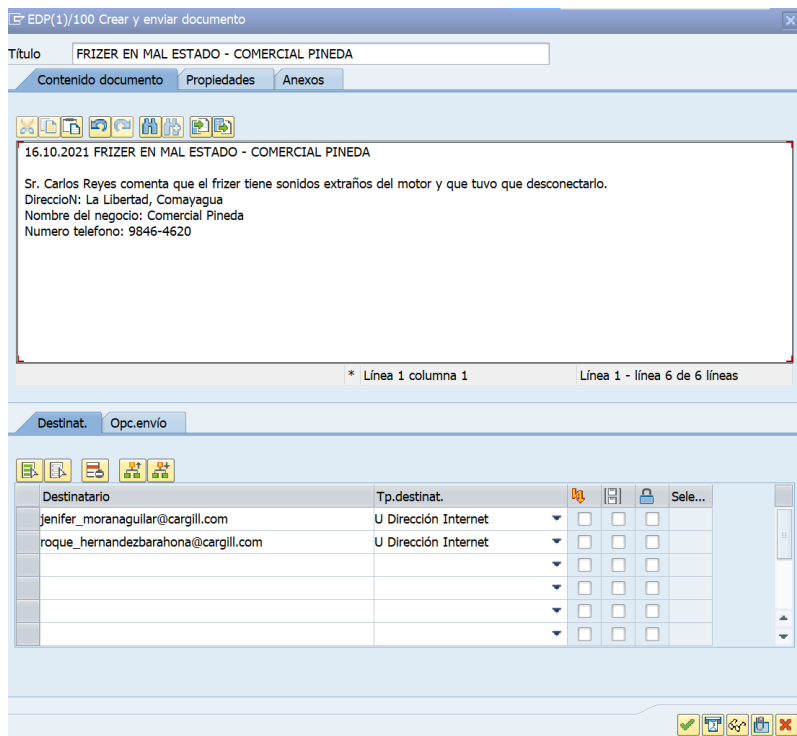 EDP(1)/100 Crear y enviar documento
Título FRIZER EN MAL ESTADO - COMERCIAL PINEDA
Contenido documento Propiedades Anexos
16.10.2021 FRIZER EN MAL ESTADO - COMERCIAL PINEDA
Sr. Carlos Reyes comenta que el frizer tiene sonidos extraños del motor y que tuvo que desconectarlo.
DireccioN: La Libertad, Comayagua
Nombre del negocio: Comercial Pineda
Numero telefono: 9846-4620
* Línea 1 columna 1 Línea 1 - línea 6 de 6 líneas
Destinat. Opc.envío
Destinatario Tp.destinat. Sele...
jenifer_moranaguilar@cargill.com U Dirección Internet
roque_hernandezbarahona@cargill.com U Dirección Internet